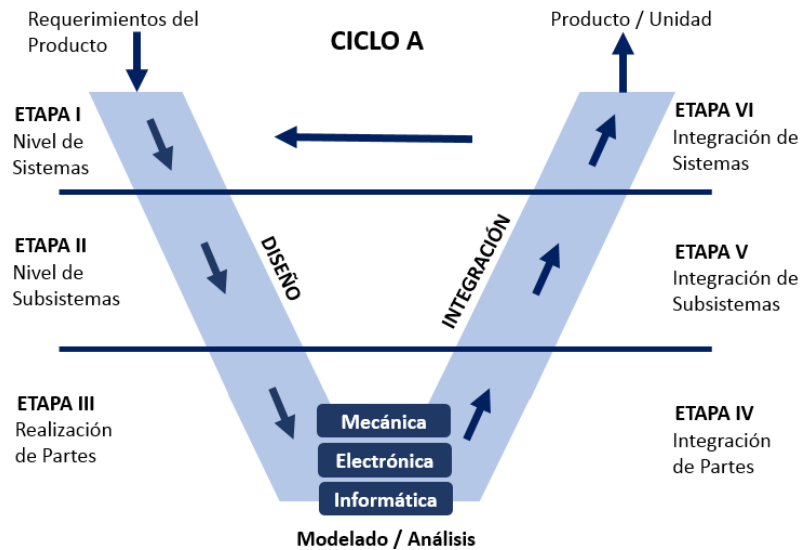 Requerimientos del
Producto
CICLO A
Producto / Unidad
ETAPA I
Nivel de
Sistemas
ETAPA VI
Integración de
Sistemas
ETAPA II
Nivel de
Subsistemas
DISEÑO
INTEGRACIÓN
ETAPA V
Integración de
Subsistemas
ETAPA III
Realización
de Partes
Mecánica
Electrónica
Informática
ETAPA IV
Integración
de Partes
Modelado / Análisis